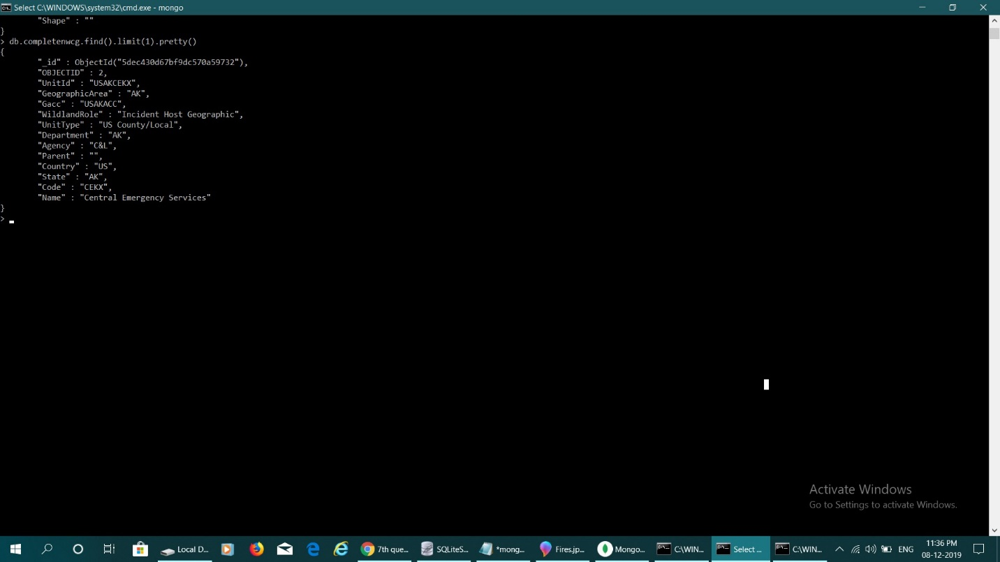 Select C:\WINDOWS\system32\cmd.exe - mongo
"Shape" : ""
}
> db.completenwcg.find().limit(1).pretty()
{
"_id" : ObjectId("5dec430d67bf9dc570a59732"),
"OBJECTID" : 2,
"UnitId" : "USAKCEKX",
"GeographicArea" : "AK",
"Gacc" : "USAKACC",
"WildlandRole" : "Incident Host Geographic",
"UnitType" : "US County/Local",
"Department" : "AK",
"Agency" : "C&L",
"Parent" : "",
"Country" : "US",
"State" : "AK",
"Code" : "CEKX",
"Name" : "Central Emergency Services"
}
>
Activate Windows
Go to Settings to activate Windows.
Local D... 7th que... SQLiteS... *mong... Fires.jp... Mongo... C:\WIN... Select ... C:\WIN... ENG
11:36 PM
08-12-2019